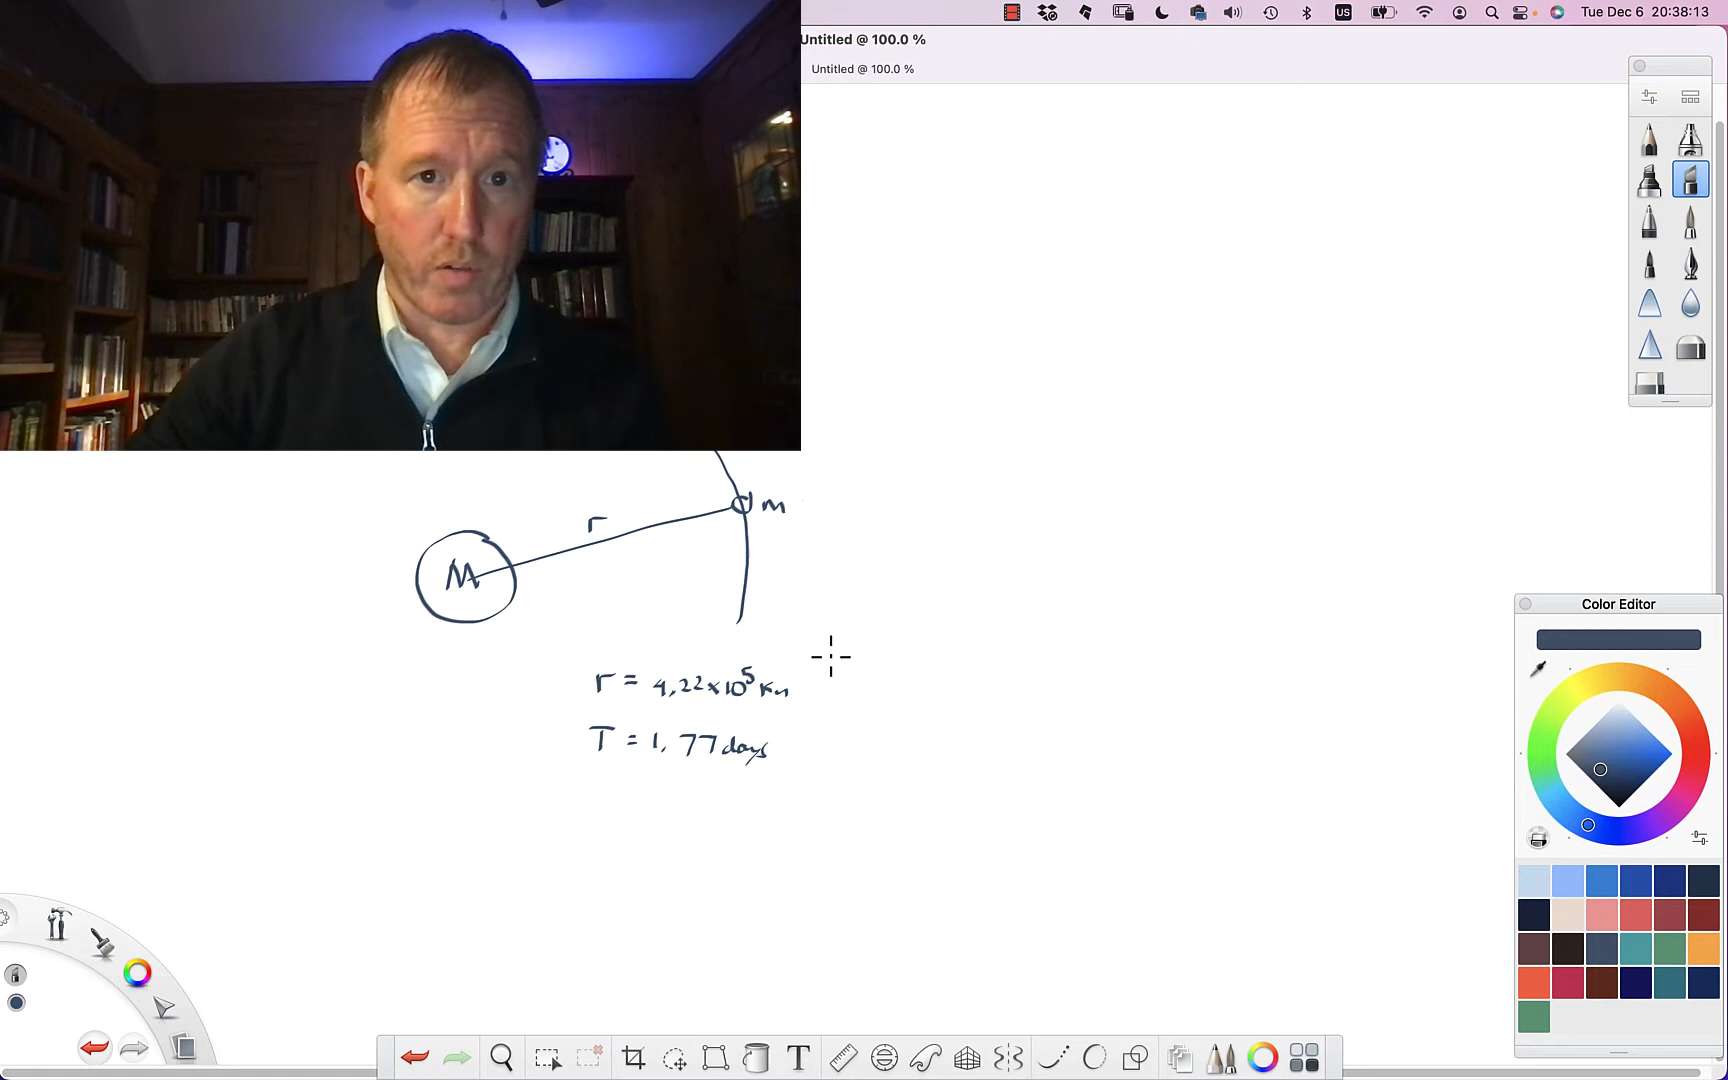 US
Tue Dec 6 20:38:13
Untitled @ 100.0 %
Untitled @ 100.0 %
m
r
M
r = 4,22×10⁵ Km
T = 1,77 days
Color Editor
T